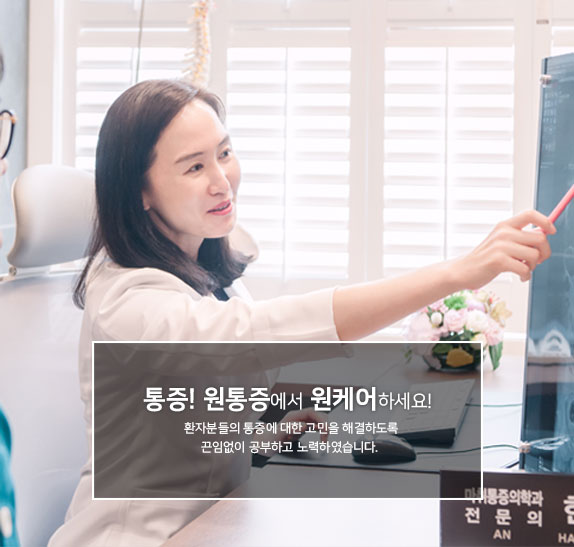 통증! 원통증에서 원케어하세요!
환자분들의 통증에 대한 고민을 해결하도록
끈임없이 공부하고 노력하였습니다.
마취통증의학과
전문의
AN
HA